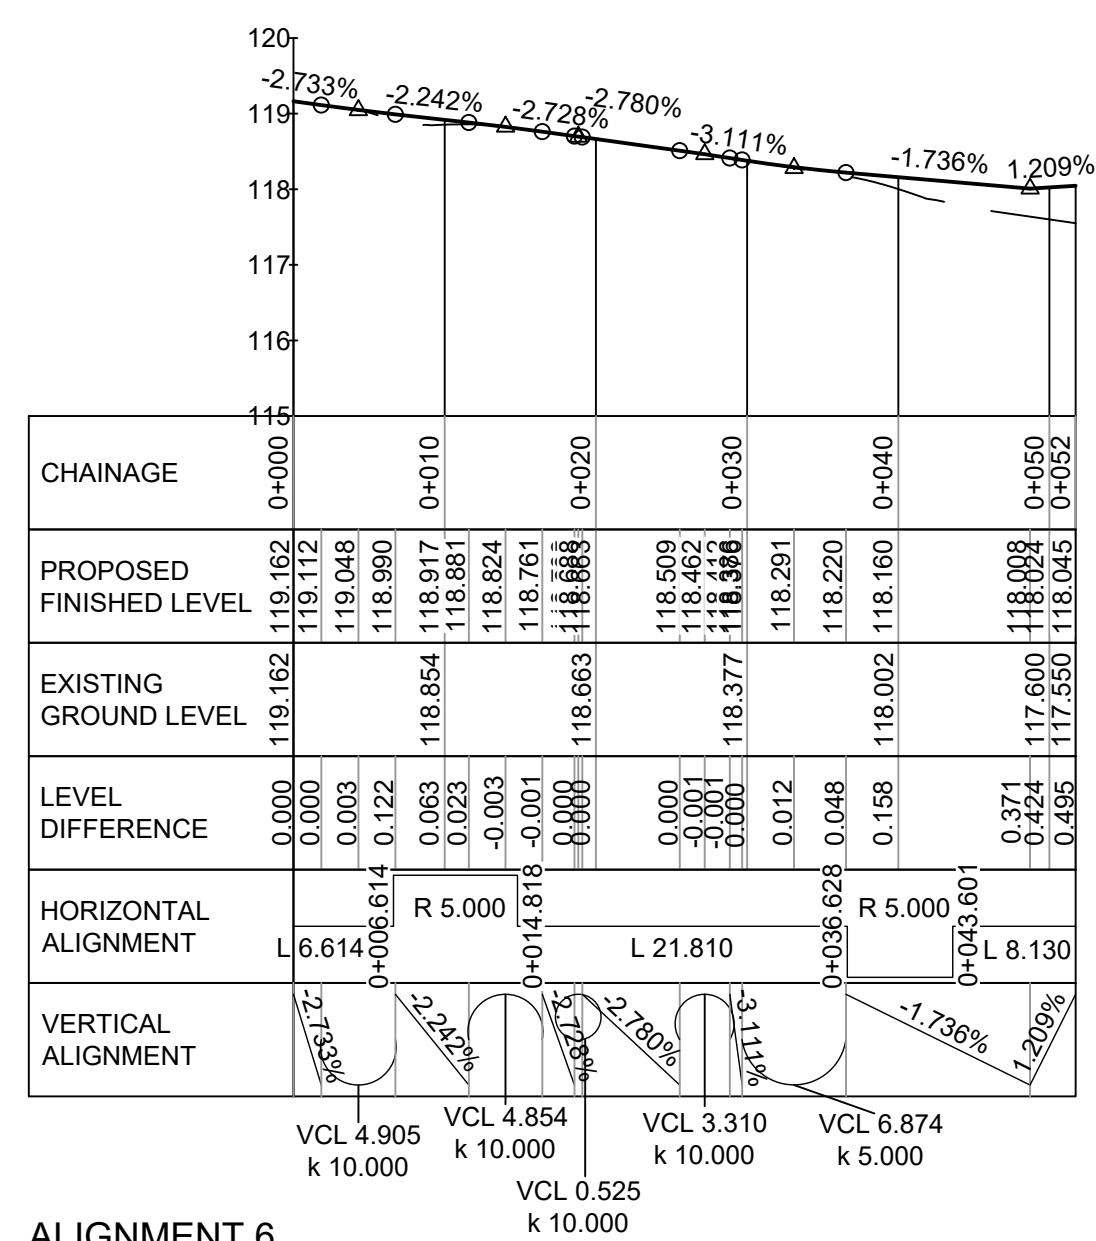 120
-2.733%
-2.242%
-2.728%
-2.780%
-3.111%
-1.736%
1.209%
119
118
117
116
115
CHAINAGE
0+000
0+010
0+020
0+030
0+040
0+050
0+052
PROPOSED
FINISHED LEVEL
119.162
119.112
119.048
118.990
118.917
118.881
118.824
118.761
118.663
118.509
118.462
118.412
118.291
118.220
118.160
118.008
118.024
118.045
EXISTING
GROUND LEVEL
119.162
118.854
118.663
118.377
118.002
117.600
117.550
LEVEL
DIFFERENCE
0.000
0.000
0.003
0.122
0.063
0.023
-0.003
-0.001
0.000
0.000
0.000
-0.001
-0.001
0.000
0.012
0.048
0.158
0.371
0.424
0.495
HORIZONTAL
ALIGNMENT
L 6.614
0+006.614
R 5.000
0+014.818
L 21.810
0+036.628
R 5.000
0+043.601
L 8.130
VERTICAL
ALIGNMENT
-2.733%
-2.242%
-2.728%
-2.780%
-3.111%
-1.736%
1.209%
VCL 4.905
k 10.000
VCL 4.854
k 10.000
VCL 0.525
k 10.000
VCL 3.310
k 10.000
VCL 6.874
k 5.000
ALIGNMENT 6